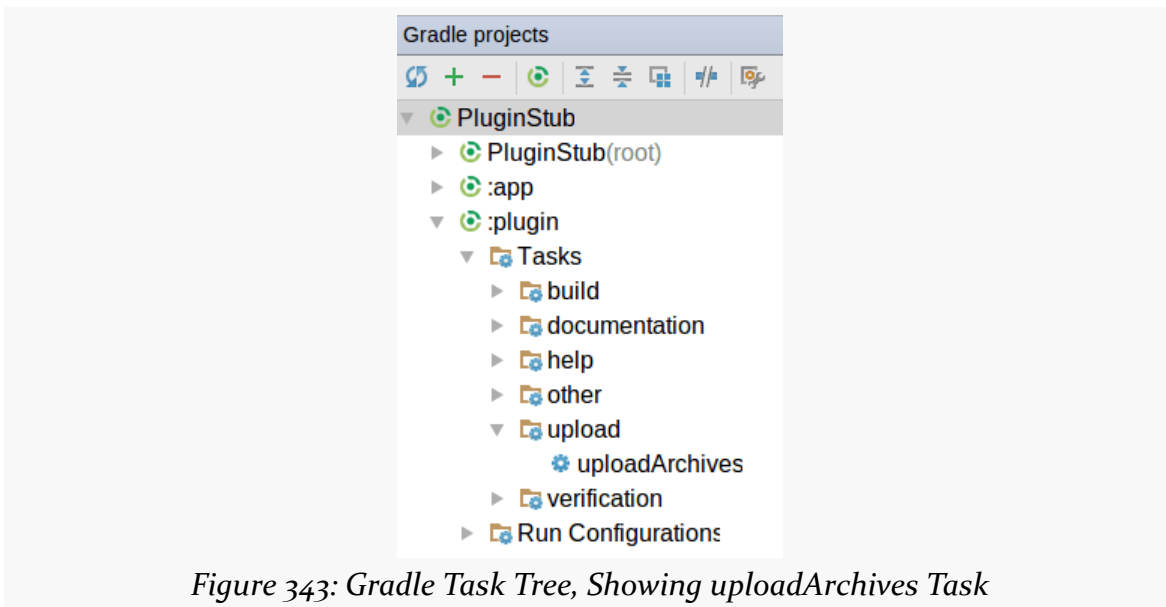 Gradle projects
PluginStub
PluginStub(root)
:app
:plugin
Tasks
build
documentation
help
other
upload
uploadArchives
verification
Run Configurations
Figure 343: Gradle Task Tree, Showing uploadArchives Task